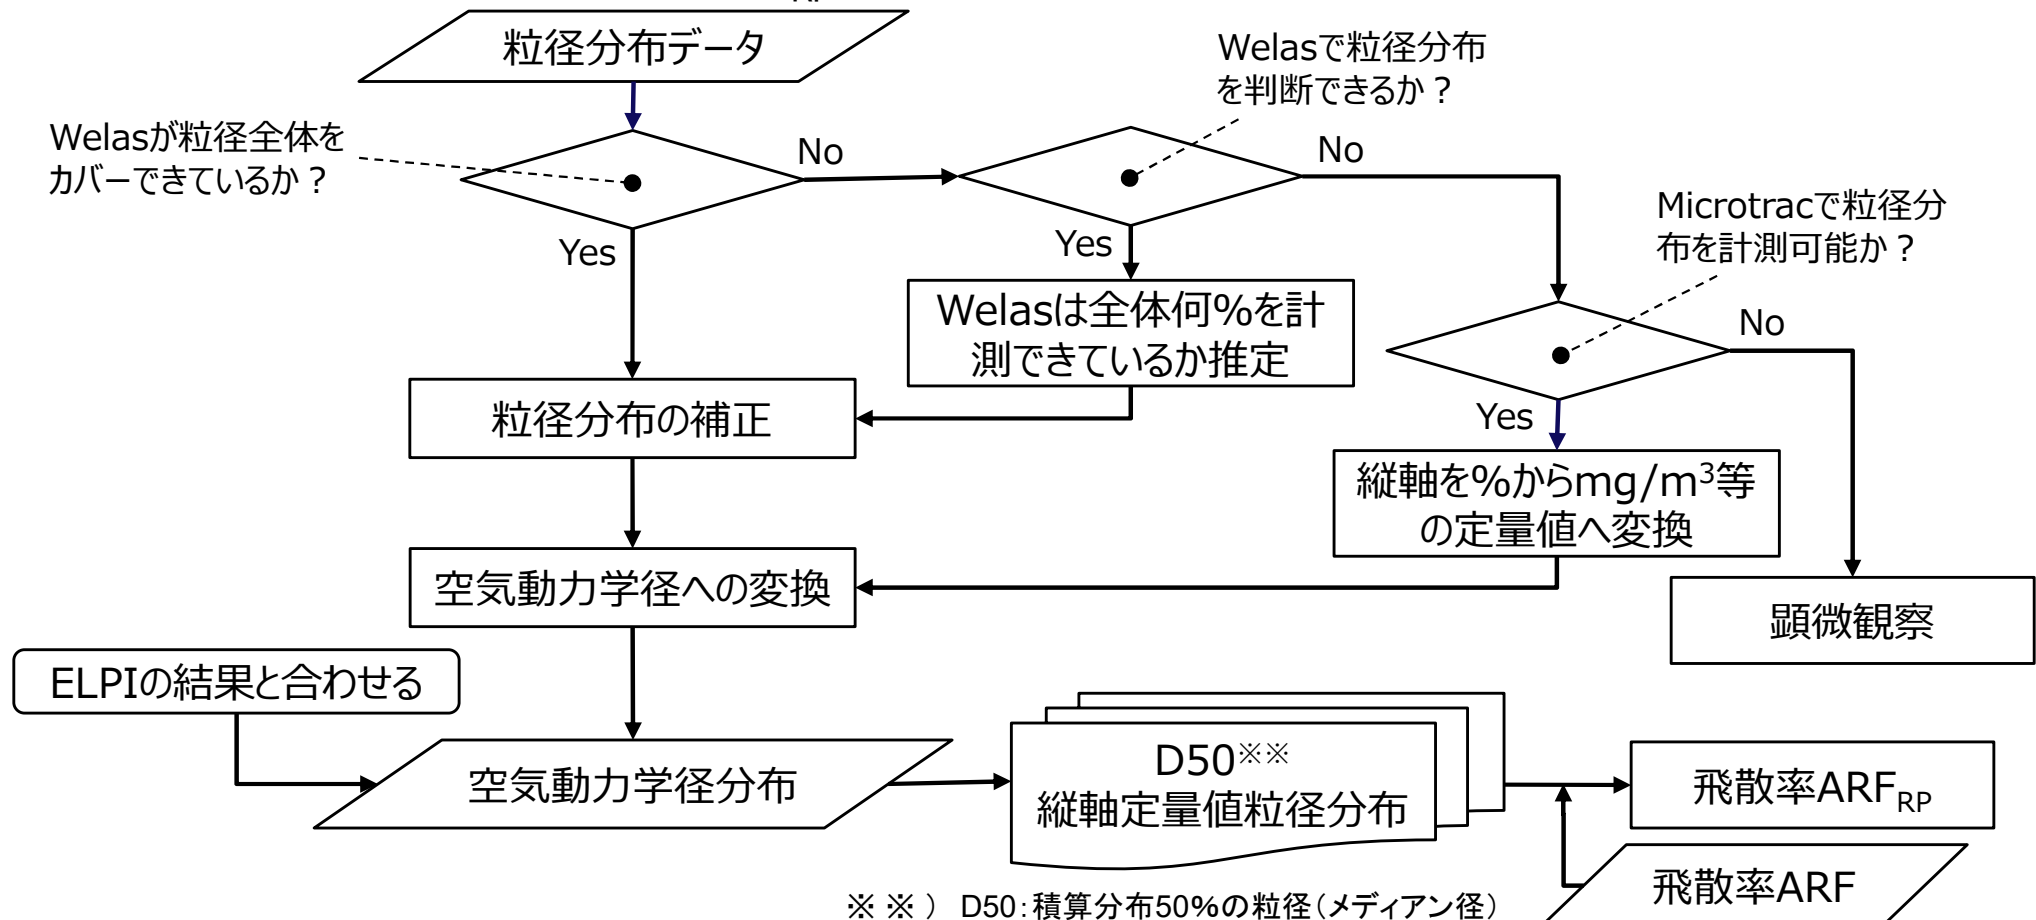 粒径分布データ
Welasが粒径全体を
カバーできているか？
No
Yes
Welasで粒径分布
を判断できるか？
No
Yes
Microtracで粒径分
布を計測可能か？
No
Yes
Welasは全体何%を計
測できているか推定
粒径分布の補正
縦軸を%からmg/m³等
の定量値へ変換
空気動力学径への変換
顕微観察
ELPIの結果と合わせる
空気動力学径分布
D50※※
縦軸定量値粒径分布
飛散率ARFRP
飛散率ARF
※※） D50：積算分布50%の粒径（メディアン径）